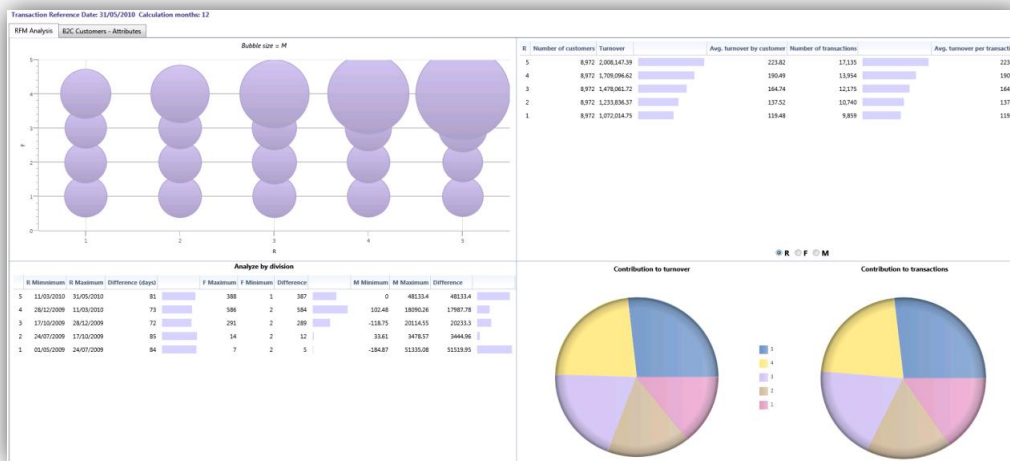 Transaction Reference Date: 31/05/2010 Calculation months: 12
RFM Analysis B2C Customers - Attributes
Bubble size = M
5
4
3
2
1
0
F
1 2 3 4 5
R
R Number of customers Turnover Avg. turnover by customer Number of transactions Avg. turnover per transacti
5 8,972 2,008,147.39 223.82 17,135 223
4 8,972 1,709,096.62 190.49 13,954 190
3 8,972 1,478,061.72 164.74 12,175 164
2 8,972 1,233,836.37 137.52 10,740 137
1 8,972 1,072,014.75 119.48 9,859 119
R F M
Analyze by division
R Mimnimum R Maximum Difference (days) F Maximum F Minimum Difference M Minimum M Maximum Difference
5 11/03/2010 31/05/2010 81 388 1 387 0 48133.4 48133.4
4 28/12/2009 11/03/2010 73 586 2 584 102.48 18090.26 17987.78
3 17/10/2009 28/12/2009 72 291 2 289 -118.75 20114.55 20233.3
2 24/07/2009 17/10/2009 85 14 2 12 33.61 3478.57 3444.96
1 01/05/2009 24/07/2009 84 7 2 5 -184.87 51335.08 51519.95
Contribution to turnover
Contribution to transactions
5
4
3
2
1